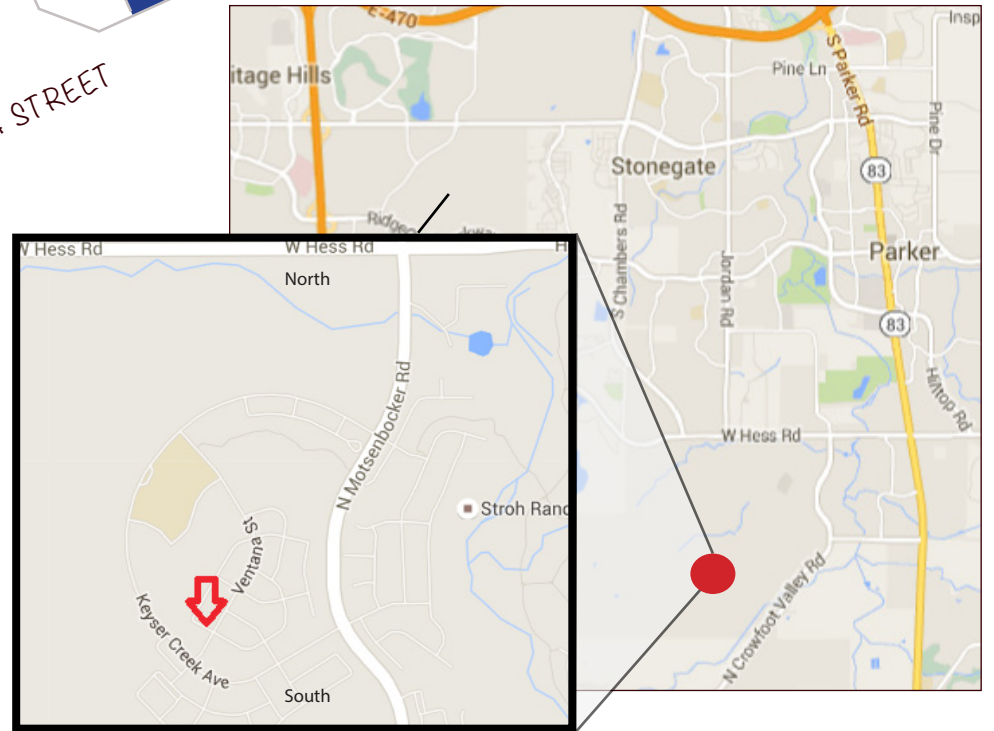 E-470
Insp
STREET
itage Hills
Pine Ln
S Parker Rd
Pine Dr
Stonegate
83
S Chambers Rd
Jordan Rd
Parker
83
Hilltop Rd
W Hess Rd
N Crowfoot Valley Rd
W Hess Rd
W Hess Rd
H
North
N Motsenbocker Rd
Stroh Ranc
Ventana St
Keyser Creek Ave
South